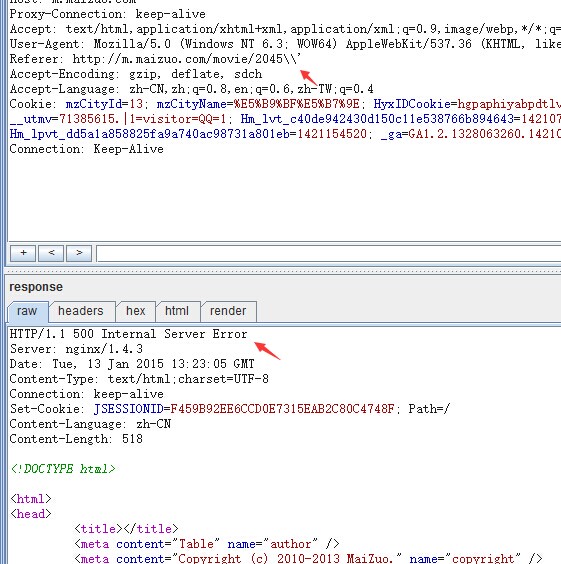 Host: m.maizuo.com
Proxy-Connection: keep-alive
Accept: text/html,application/xhtml+xml,application/xml;q=0.9,image/webp,*/*;q=
User-Agent: Mozilla/5.0 (Windows NT 6.3; WOW64) AppleWebKit/537.36 (KHTML, like
Referer: http://m.maizuo.com/movie/2045\\'
Accept-Encoding: gzip, deflate, sdch
Accept-Language: zh-CN,zh;q=0.8,en;q=0.6,zh-TW;q=0.4
Cookie: mzCityId=13; mzCityName=%E5%B9%BF%E5%B7%9E; HyxIDCookie=hgpaphiyabpdtlv
__utmv=71385615.|1=visitor=QQ=1; Hm_lvt_c40de942430d150c11e538766b894643=142107
Hm_lpvt_dd5a1a858825fa9a740ac98731a801eb=1421154520; _ga=GA1.2.1328063260.14210
Connection: Keep-Alive
+ < >
response
raw headers hex html render
HTTP/1.1 500 Internal Server Error
Server: nginx/1.4.3
Date: Tue, 13 Jan 2015 13:23:05 GMT
Content-Type: text/html;charset=UTF-8
Connection: keep-alive
Set-Cookie: JSESSIONID=F459B92EE6CCD0E7315EAB2C80C4748F; Path=/
Content-Language: zh-CN
Content-Length: 518
<!DOCTYPE html>
<html>
<head>
<title></title>
<meta content="Table" name="author" />
<meta content="Copyright (c) 2010-2013 MaiZuo." name="copyright" />